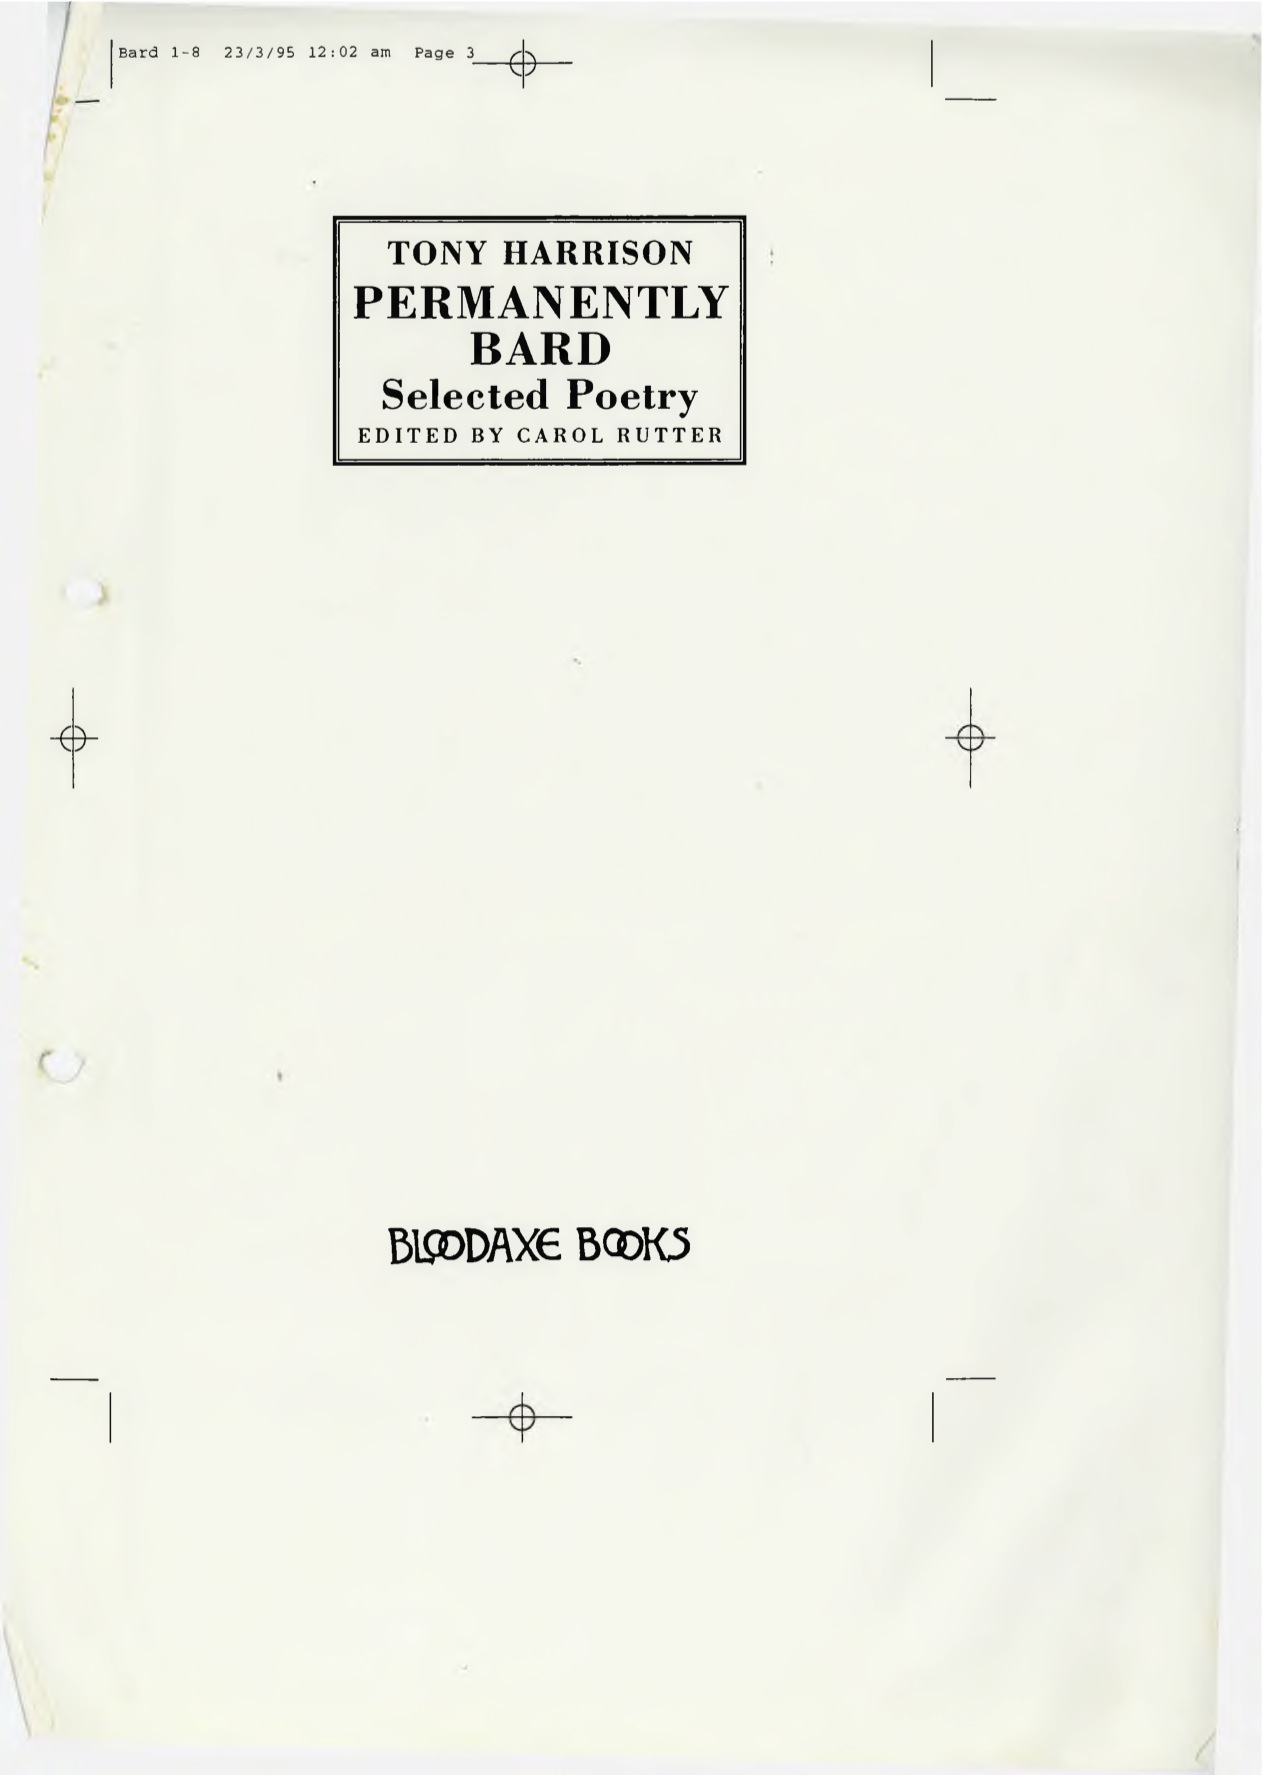 Bard 1-8 23/3/95 12:02 am Page 3
TONY HARRISON
PERMANENTLY
BARD
Selected Poetry
EDITED BY CAROL RUTTER
BLOODAXE BOOKS